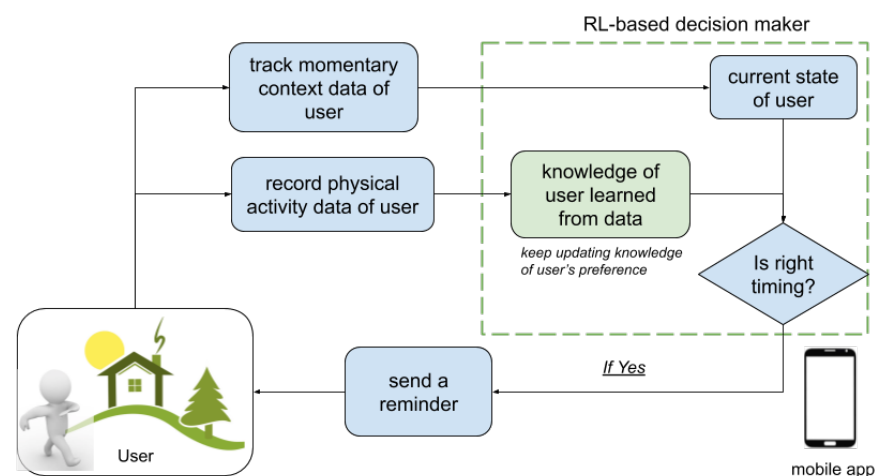 RL-based decision maker
track momentary
context data of
user
current state
of user
record physical
activity data of user
knowledge of
user learned
from data
keep updating knowledge
of user's preference
Is right
timing?
If Yes
send a
reminder
User
mobile app